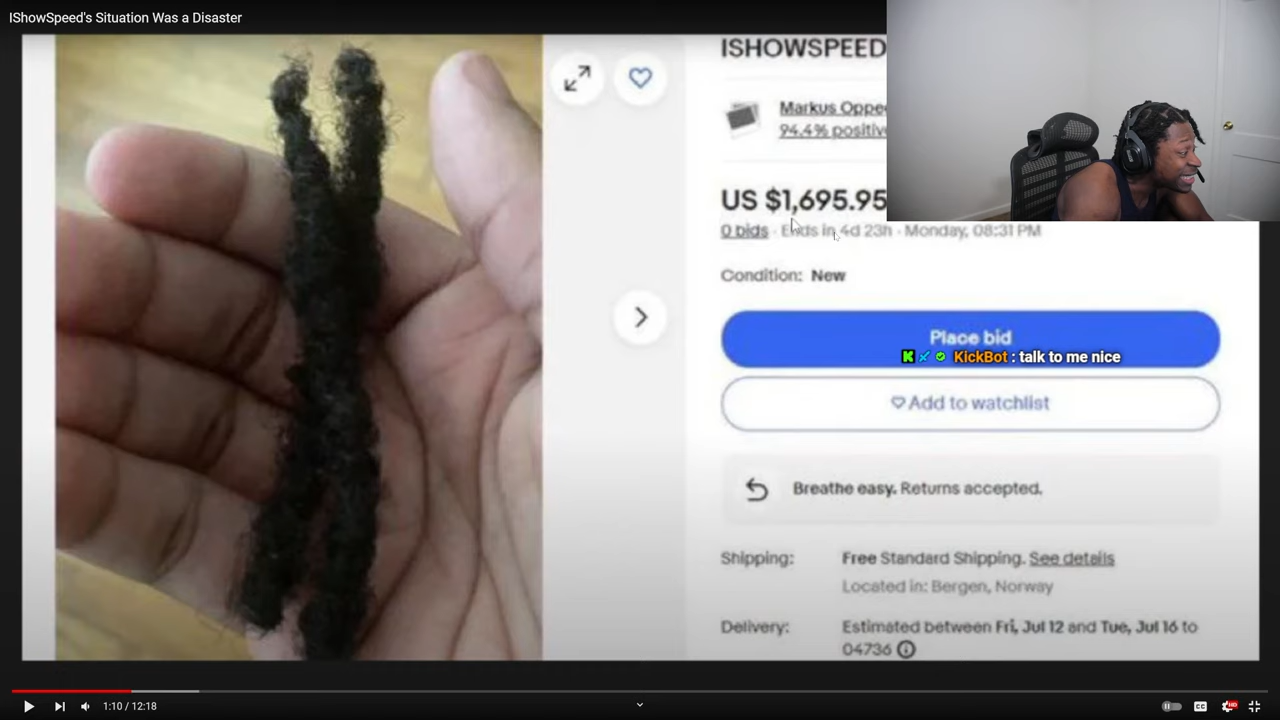 IShowSpeed's Situation Was a Disaster
ISHOWSPEED
Markus Oppe
94.4% positive
US $1,695.95
0 bids · Ends in 4d 23h · Monday, 08:31 PM
Condition: New
Place bid
K KickBot : talk to me nice
Add to watchlist
Breathe easy. Returns accepted.
Shipping: Free Standard Shipping. See details
Located in: Bergen, Norway
Delivery: Estimated between Fri, Jul 12 and Tue, Jul 16 to
04736
1:10 / 12:18
CC
HD